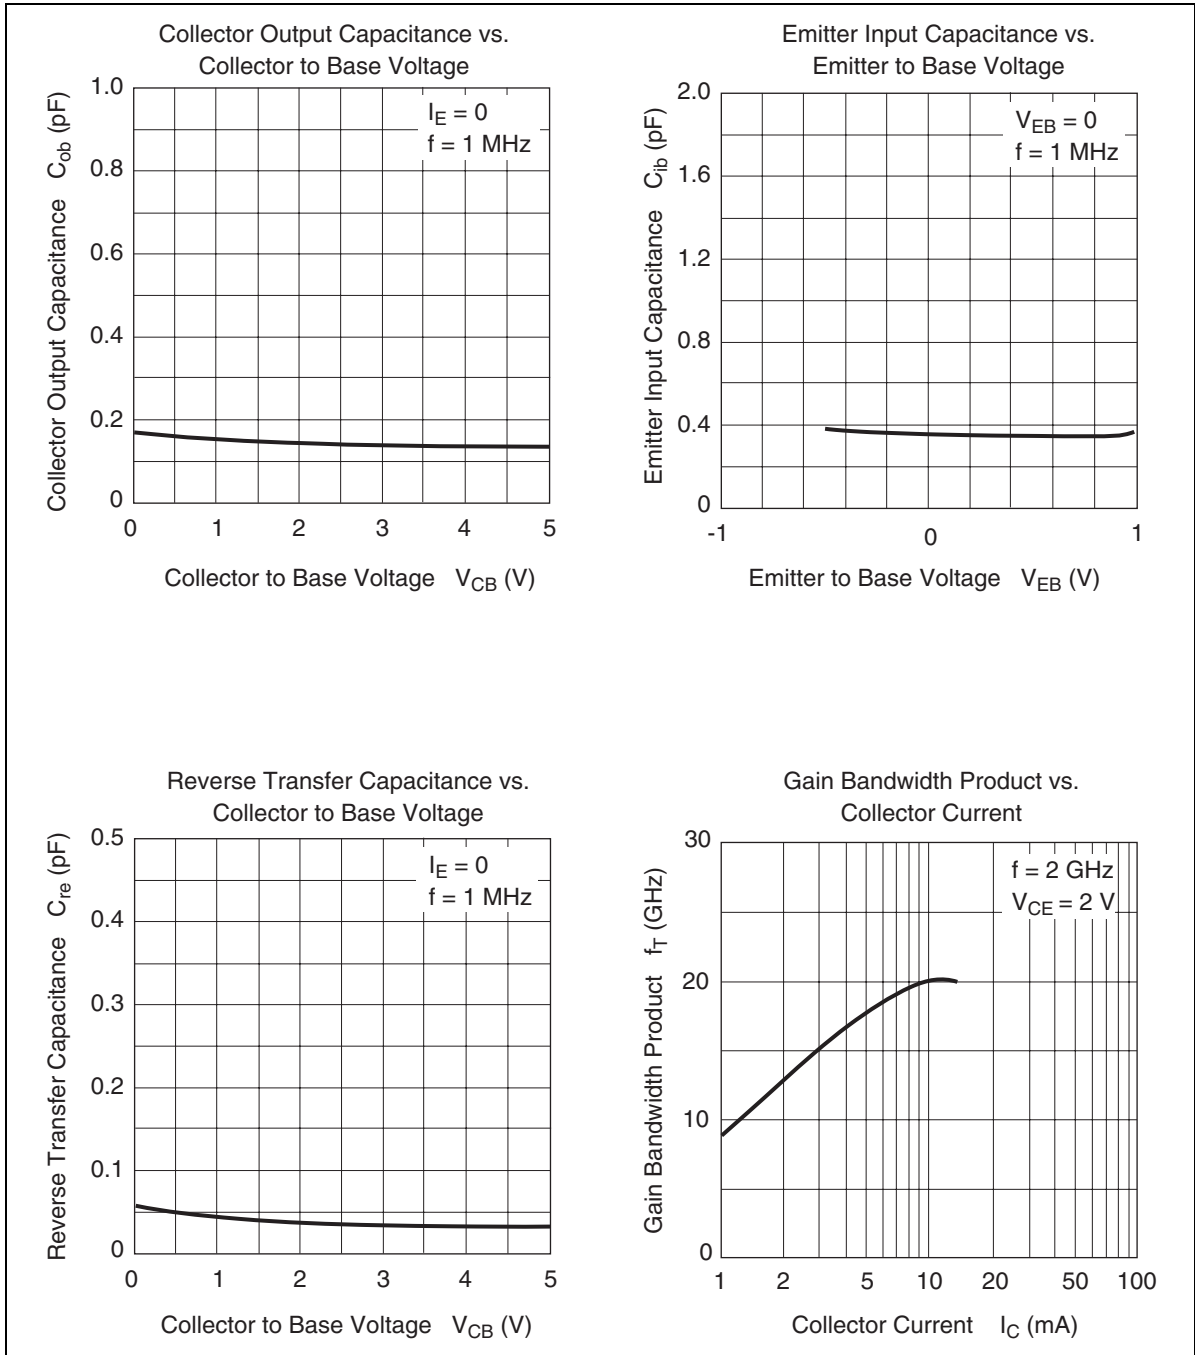 Collector Output Capacitance vs.
Collector to Base Voltage
Collector Output Capacitance C_ob (pF)
1.0
0.8
0.6
0.4
0.2
0
I_E = 0
f = 1 MHz
0 1 2 3 4 5
Collector to Base Voltage V_CB (V)
Emitter Input Capacitance vs.
Emitter to Base Voltage
Emitter Input Capacitance C_ib (pF)
2.0
1.6
1.2
0.8
0.4
0
V_EB = 0
f = 1 MHz
-1 0 1
Emitter to Base Voltage V_EB (V)
Reverse Transfer Capacitance vs.
Collector to Base Voltage
Reverse Transfer Capacitance C_re (pF)
0.5
0.4
0.3
0.2
0.1
0
I_E = 0
f = 1 MHz
0 1 2 3 4 5
Collector to Base Voltage V_CB (V)
Gain Bandwidth Product vs.
Collector Current
Gain Bandwidth Product f_T (GHz)
30
20
10
0
f = 2 GHz
V_CE = 2 V
1 2 5 10 20 50 100
Collector Current I_C (mA)